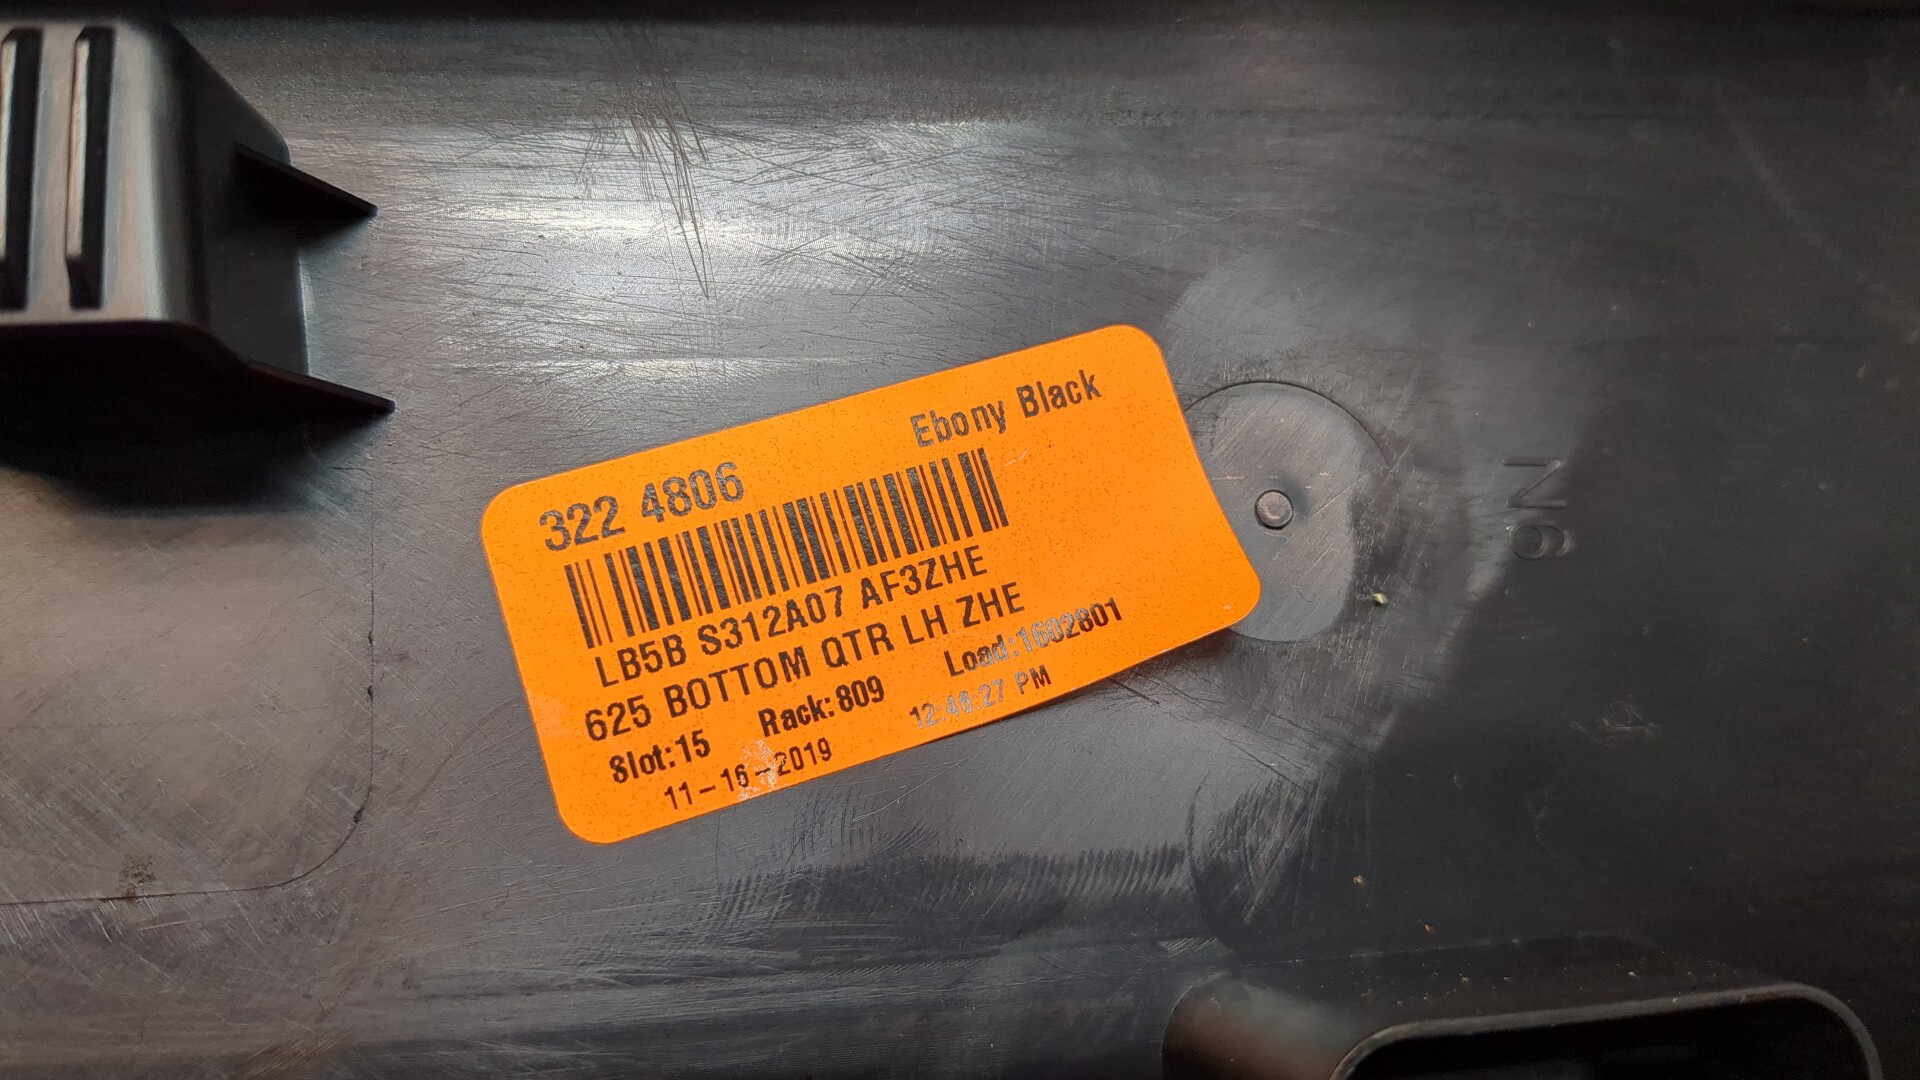 Ebony Black
322 4806
LB5B S312A07 AF3ZHE
625 BOTTOM QTR LH ZHE
Slot:15 Rack:809 Load:1602801
11-16-2019 12:48:27 PM
N6